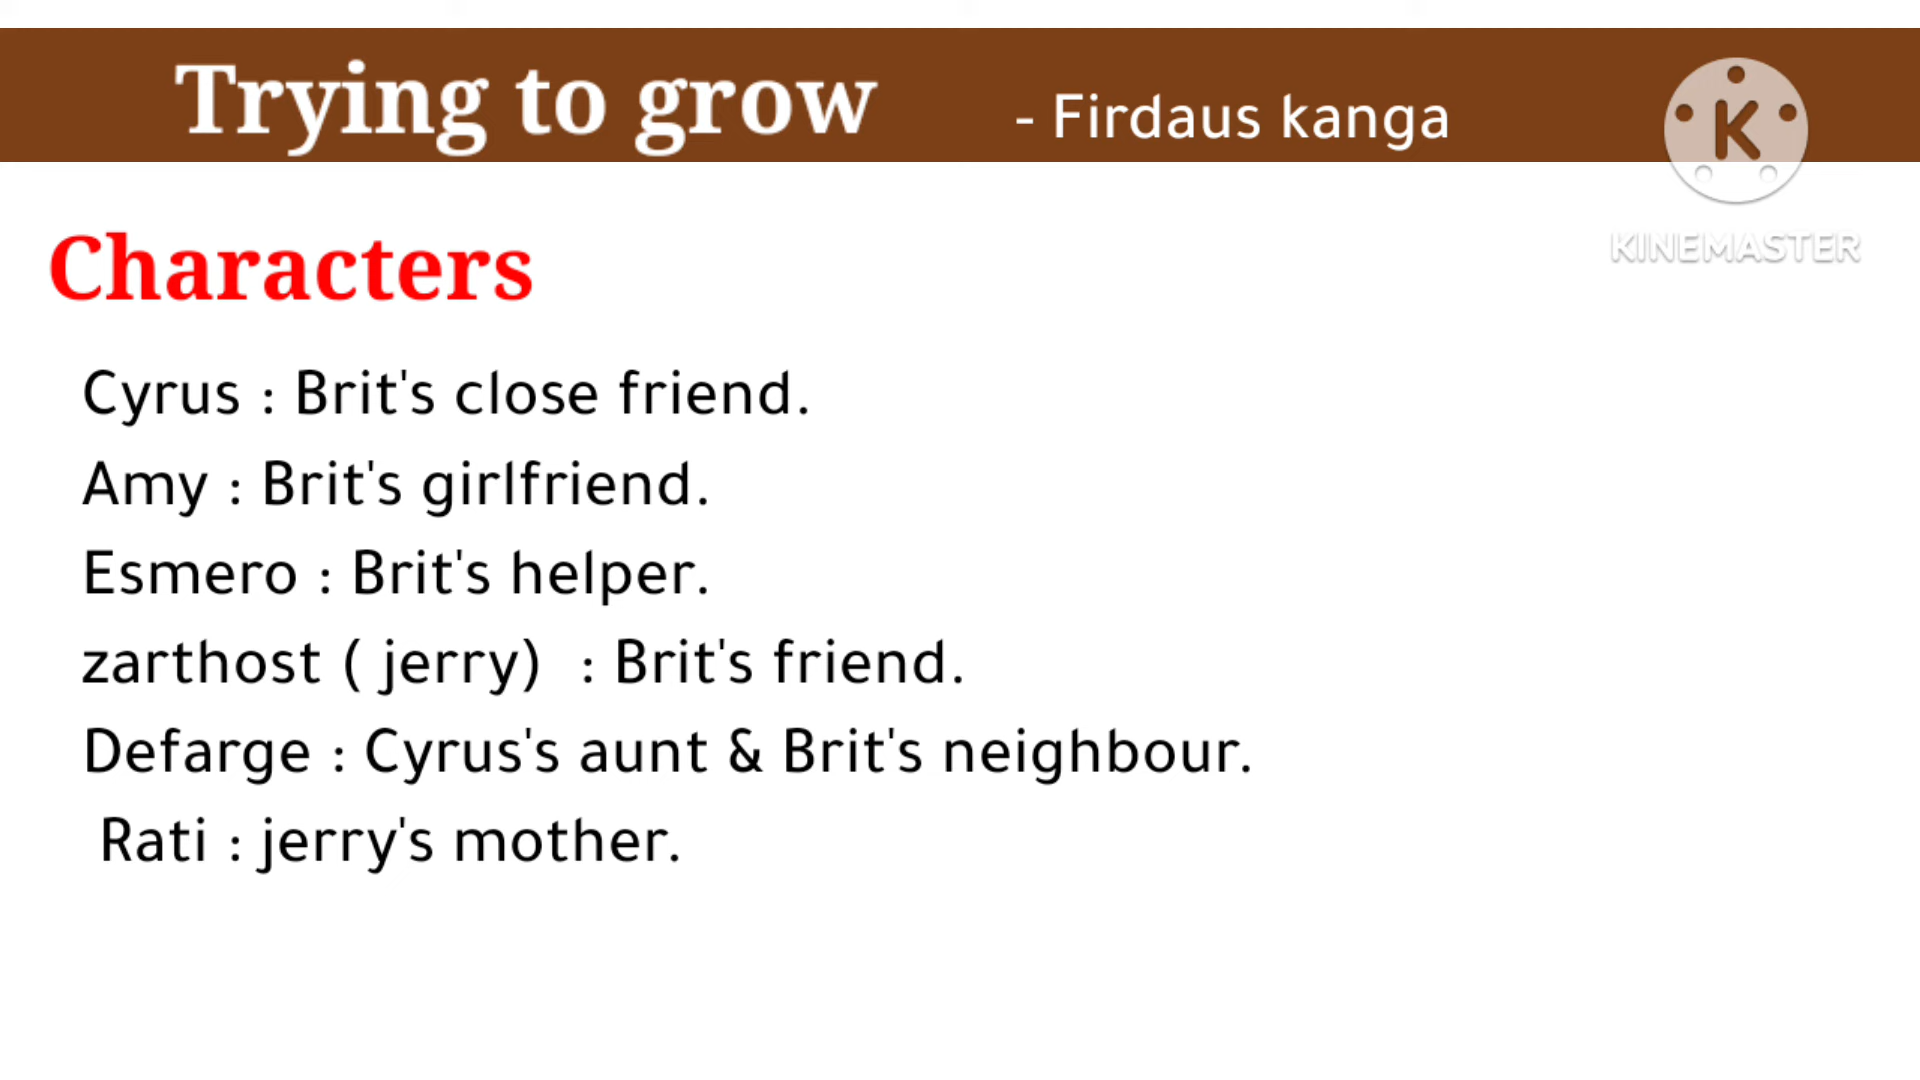 Trying to grow - Firdaus kanga
K
KINEMASTER
Characters
Cyrus : Brit's close friend.
Amy : Brit's girlfriend.
Esmero : Brit's helper.
zarthost ( jerry) : Brit's friend.
Defarge : Cyrus's aunt & Brit's neighbour.
Rati : jerry's mother.